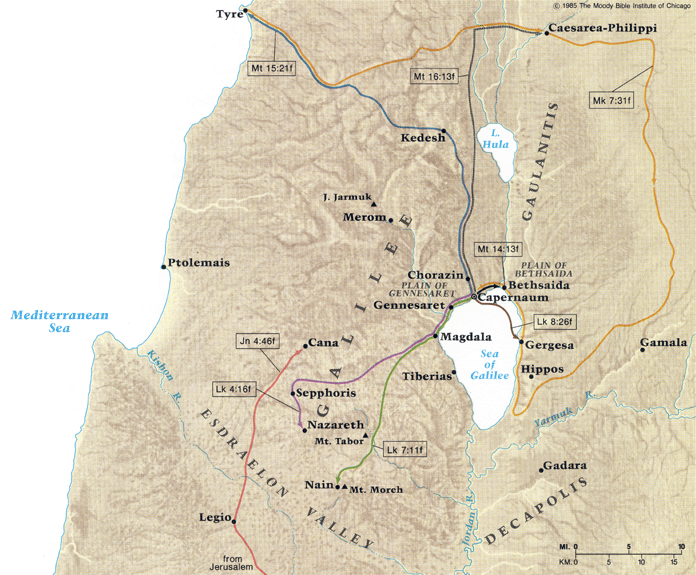 © 1985 The Moody Bible Institute of Chicago
Tyre
Caesarea-Philippi
Mt 15:21f
Mt 16:13f
Mk 7:31f
Kedesh
L.
Hula
GAULANITIS
J. Jarmuk
Merom
GALILEE
Mt 14:13f
Ptolemais
Chorazin
PLAIN OF
GENNESARET
PLAIN OF
BETHSAIDA
Bethsaida
Capernaum
Gennesaret
Mediterranean
Sea
Lk 8:26f
Jn 4:46f
Cana
Magdala
Gergesa
Gamala
Kishon R.
Sea
of
Galilee
Tiberias
Hippos
Lk 4:16f
Sepphoris
Yarmuk R.
Nazareth
Mt. Tabor
Lk 7:11f
ESDRAELON VALLEY
Gadara
Nain
Mt. Moreh
Jordan R.
DECAPOLIS
Legio
from
Jerusalem
MI. 0 5 10
KM: 0 5 10 15